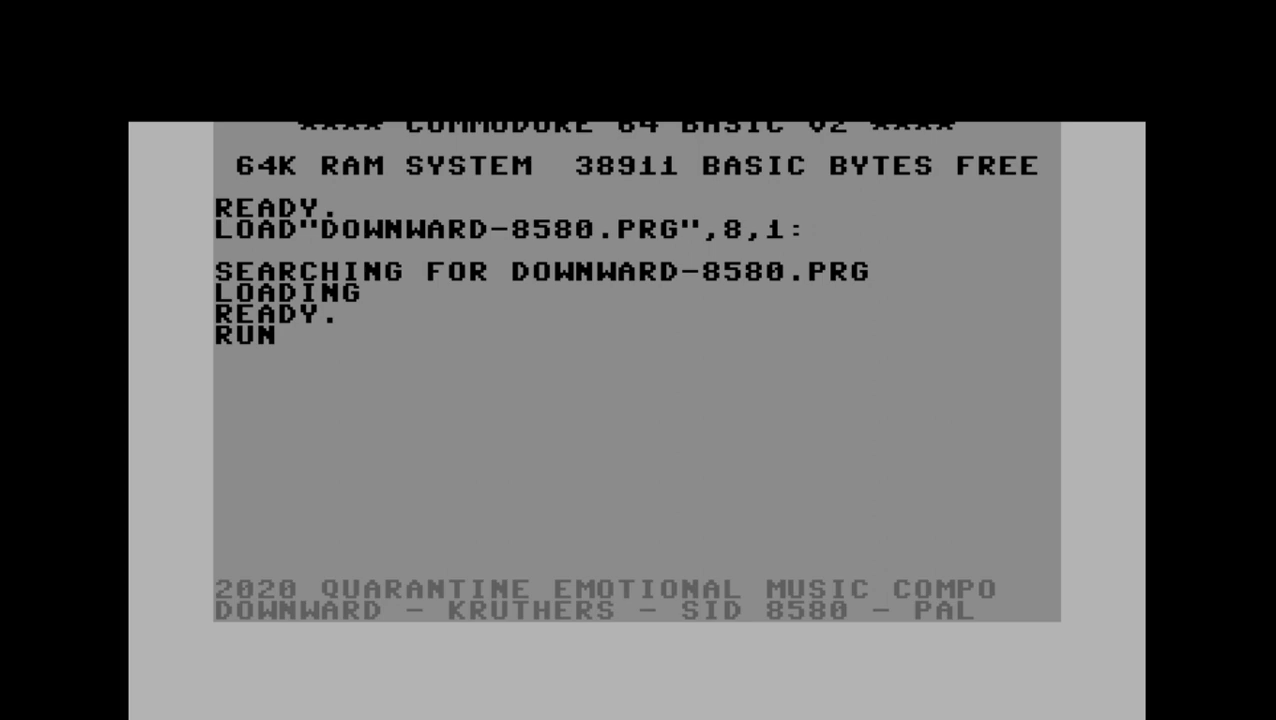 **** COMMODORE 64 BASIC V2 ****
64K RAM SYSTEM  38911 BASIC BYTES FREE
READY.
LOAD"DOWNWARD-8580.PRG",8,1:
SEARCHING FOR DOWNWARD-8580.PRG
LOADING
READY.
RUN
2020 QUARANTINE EMOTIONAL MUSIC COMPO
DOWNWARD - KRUTHERS - SID 8580 - PAL